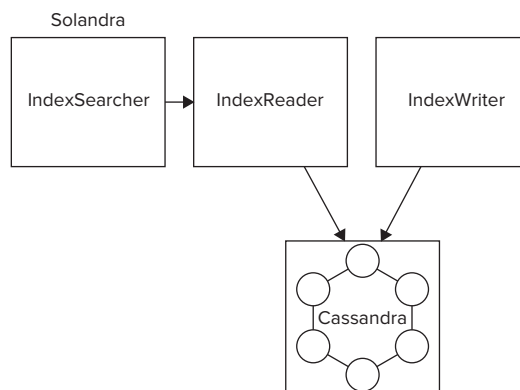 Solandra
IndexSearcher
IndexReader
IndexWriter
Cassandra